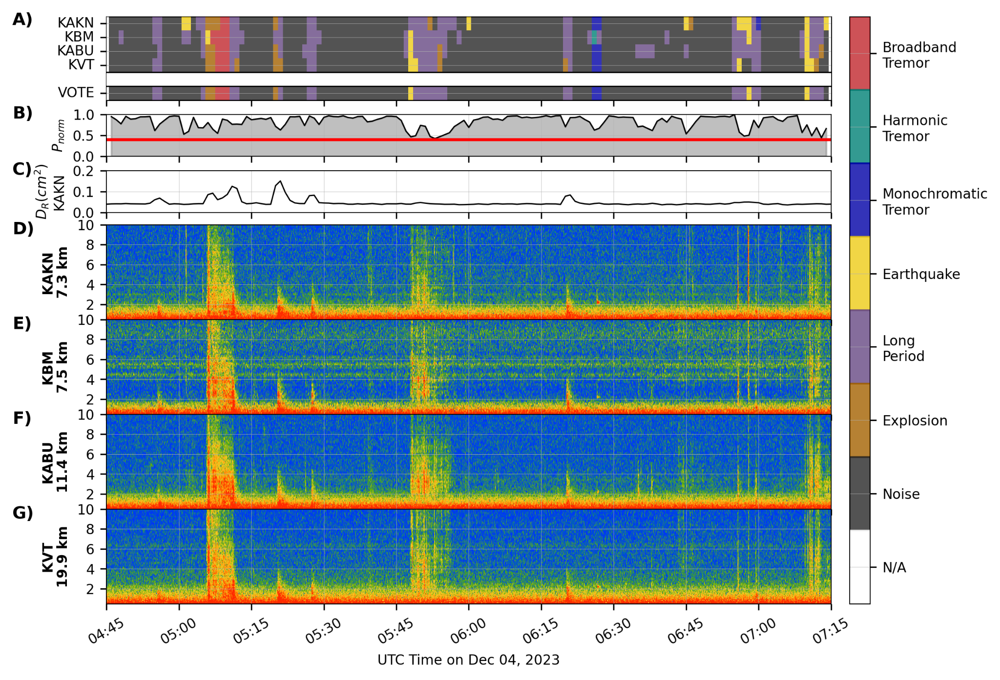 A)
KAKN
KBM
KABU
KVT
VOTE
B)
P_norm
1.0
0.5
0.0
C)
D_R(cm²)
KAKN
0.2
0.1
0.0
D)
KAKN
7.3 km
10
8
6
4
2
E)
KBM
7.5 km
10
8
6
4
2
F)
KABU
11.4 km
10
8
6
4
2
G)
KVT
19.9 km
10
8
6
4
2
04:45
05:00
05:15
05:30
05:45
06:00
06:15
06:30
06:45
07:00
07:15
UTC Time on Dec 04, 2023
Broadband
Tremor
Harmonic
Tremor
Monochromatic
Tremor
Earthquake
Long
Period
Explosion
Noise
N/A